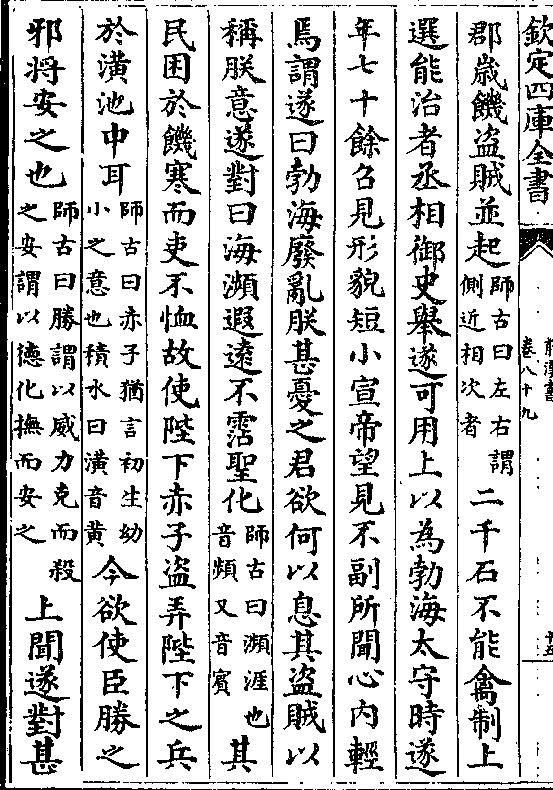 欽定四庫全書
卷八十九
郡歳饑盜賊並起師古曰左右謂側近相次者二千石不能禽制上
選能治者丞相御史舉遂可用上以為勃海太守時遂
年七十餘召見形貌短小宣帝望見不副所聞心内輕
焉謂遂曰勃海廢亂朕甚憂之君欲何以息其盜賊以
稱朕意遂對曰海瀕遐遠不霑聖化師古曰瀕涯也音頻又音賓其
民困於饑寒而吏不恤故使陛下赤子盜弄陛下之兵
於潢池中耳師古曰赤子猶言初生幼小之意也積水曰潢音黄今欲使臣勝之
邪将安之也師古曰勝謂以威力克而殺之安謂以徳化撫而安之上聞遂對甚